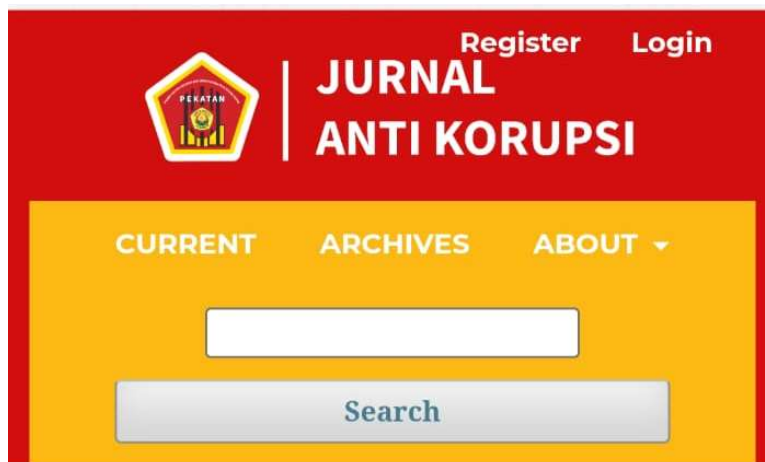 Register Login
PEKATAN
JURNAL
ANTI KORUPSI
CURRENT ARCHIVES ABOUT
Search